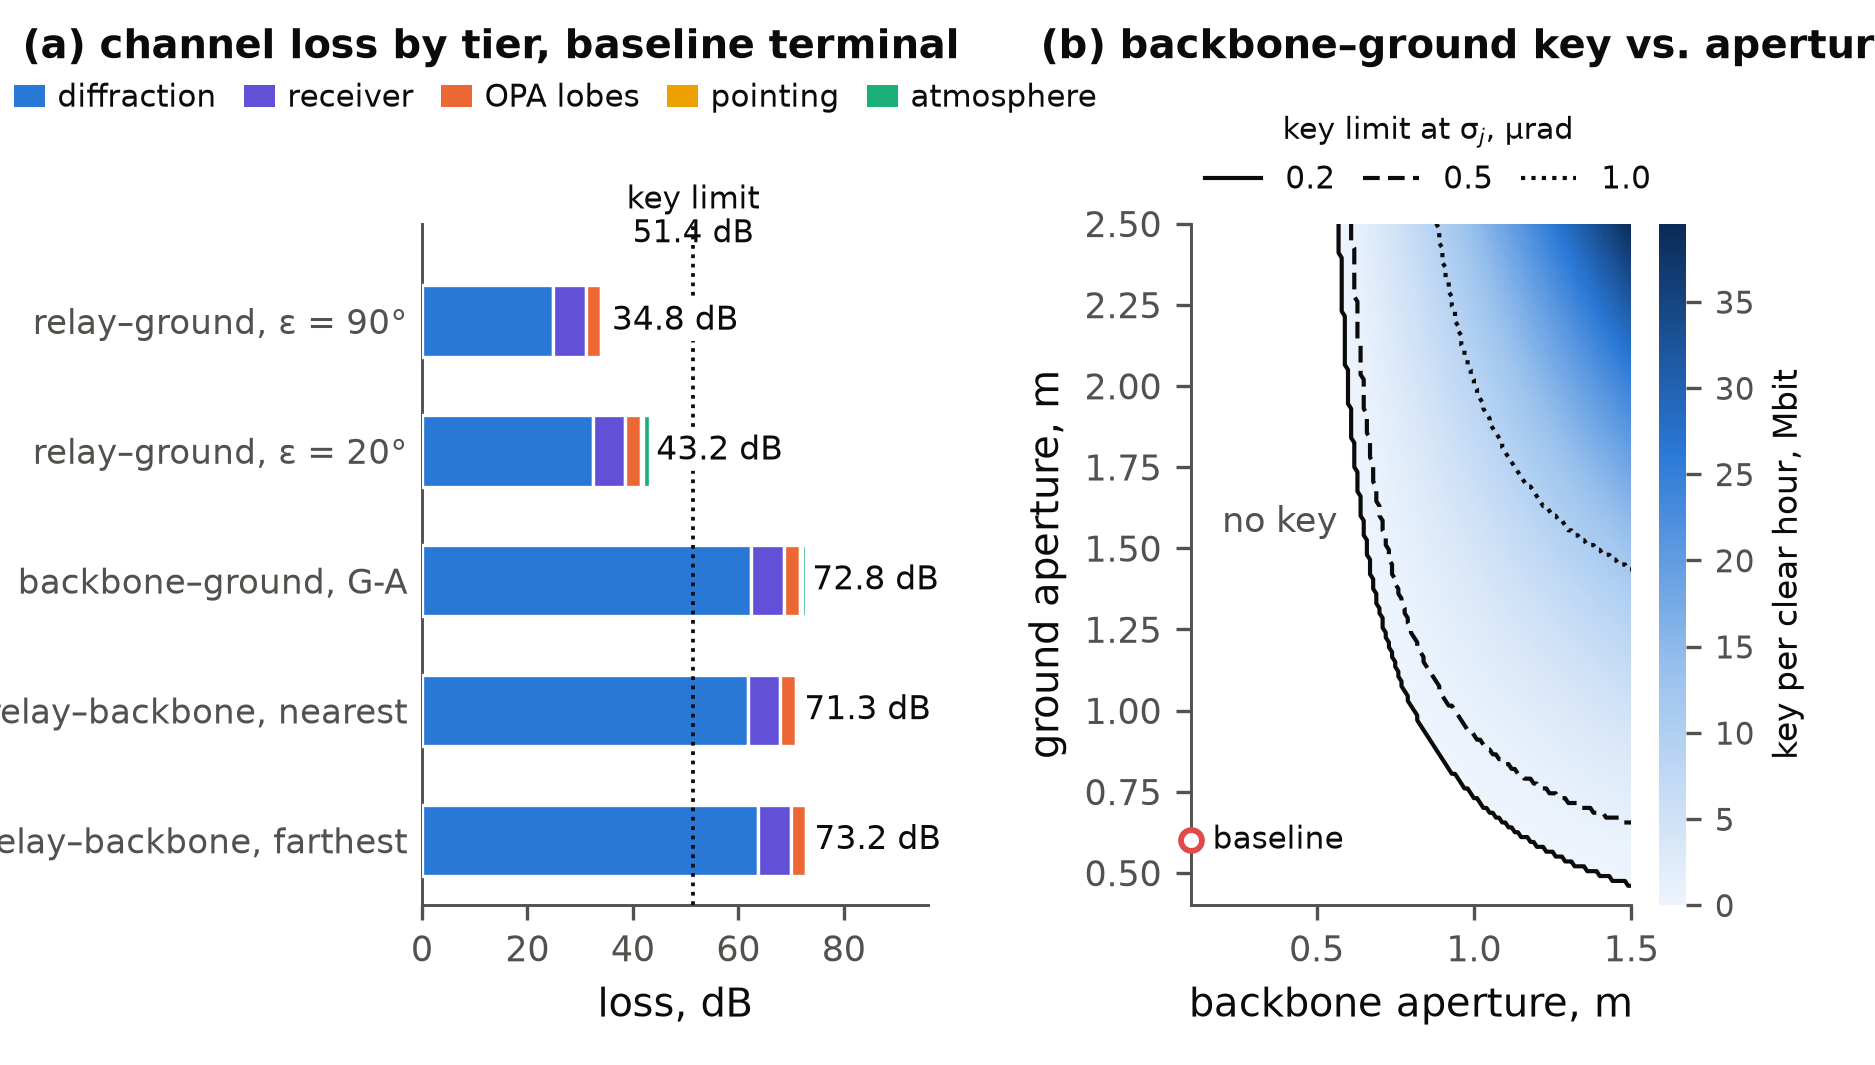 (a) channel loss by tier, baseline terminal
diffraction receiver OPA lobes pointing atmosphere
key limit
51.4 dB
relay–ground, ε = 90°
34.8 dB
relay–ground, ε = 20°
43.2 dB
backbone–ground, G-A
72.8 dB
elay–backbone, nearest
71.3 dB
elay–backbone, farthest
73.2 dB
0 20 40 60 80
loss, dB
(b) backbone–ground key vs. apertur
key limit at σj, μrad
0.2 0.5 1.0
ground aperture, m
2.50
2.25
2.00
1.75
1.50
1.25
1.00
0.75
0.50
no key
baseline
0.5 1.0 1.5
backbone aperture, m
35
30
25
20
15
10
5
0
key per clear hour, Mbit